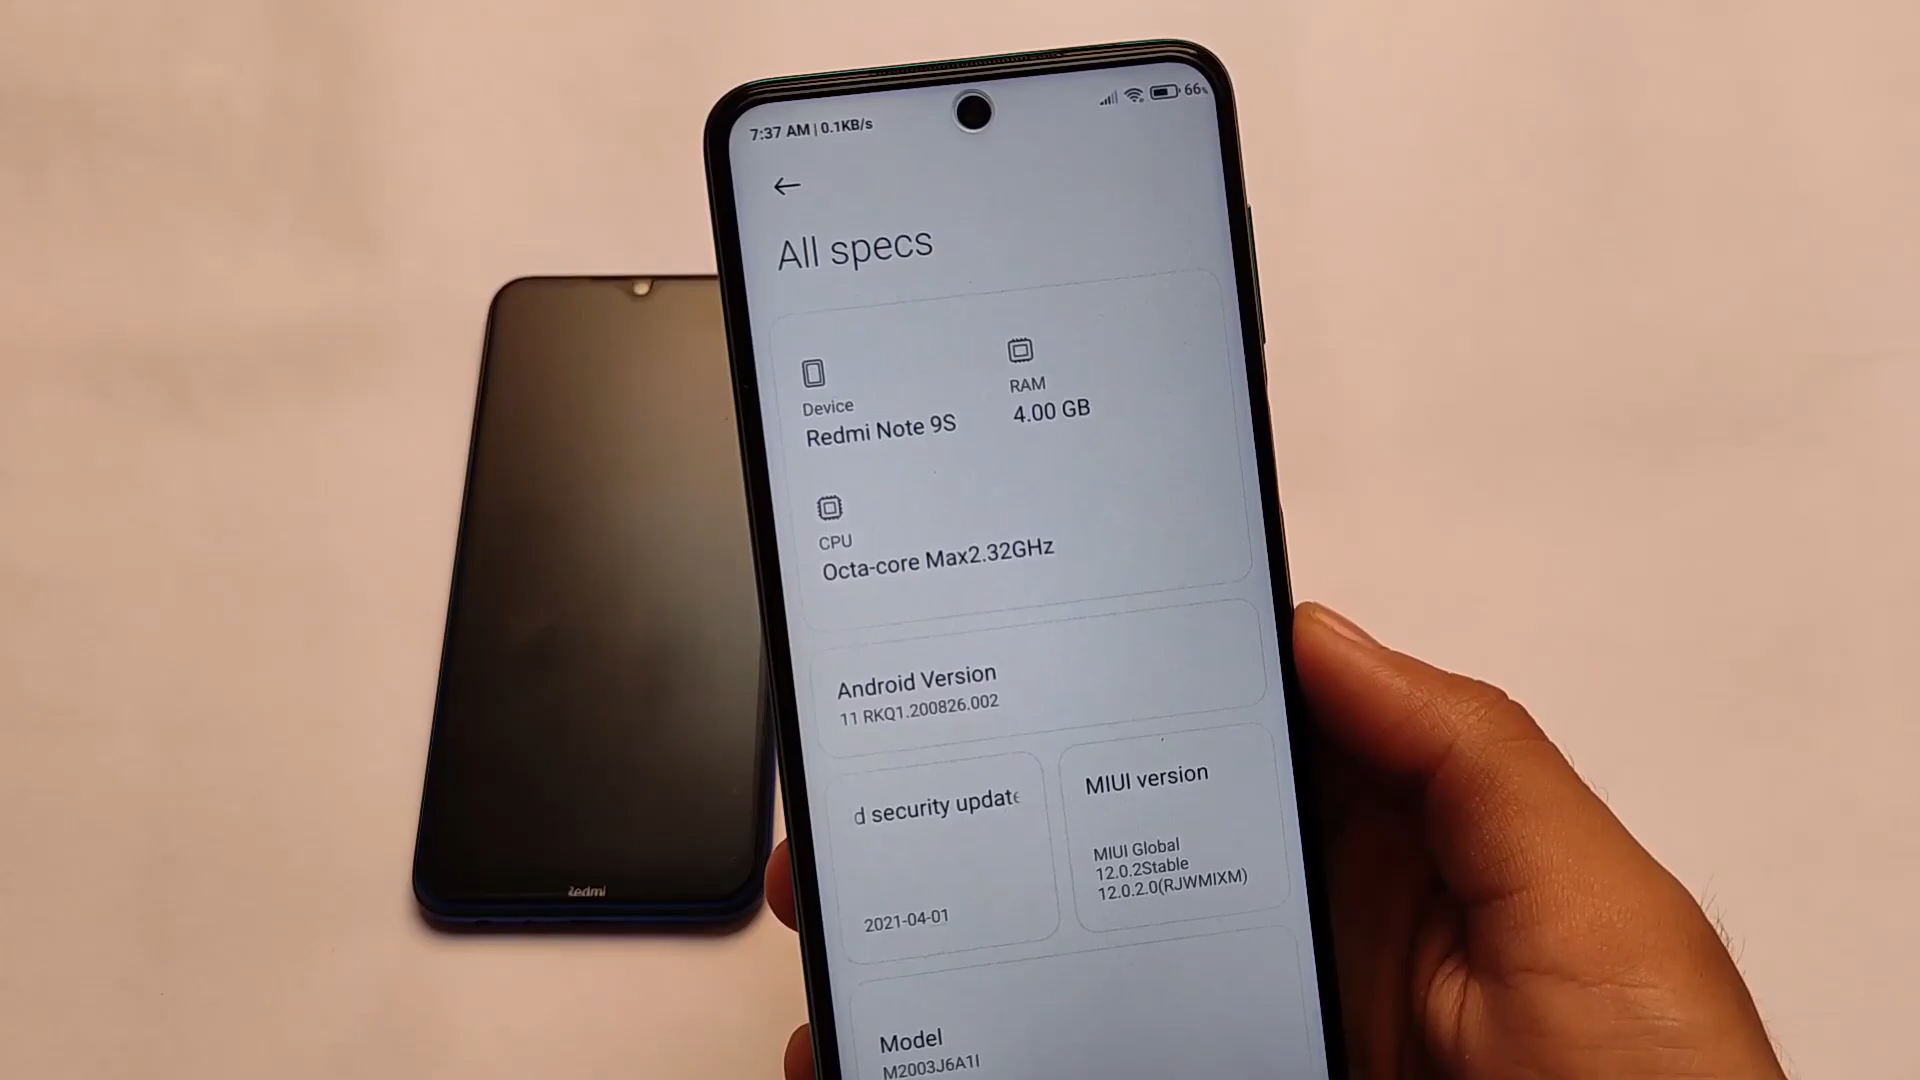 7:37 AM | 0.1KB/s
66%
All specs
Device
Redmi Note 9S
RAM
4.00 GB
CPU
Octa-core Max2.32GHz
Android Version
11 RKQ1.200826.002
d security update
2021-04-01
MIUI version
MIUI Global
12.0.2Stable
12.0.2.0(RJWMIXM)
Model
M2003J6A1I
Redmi